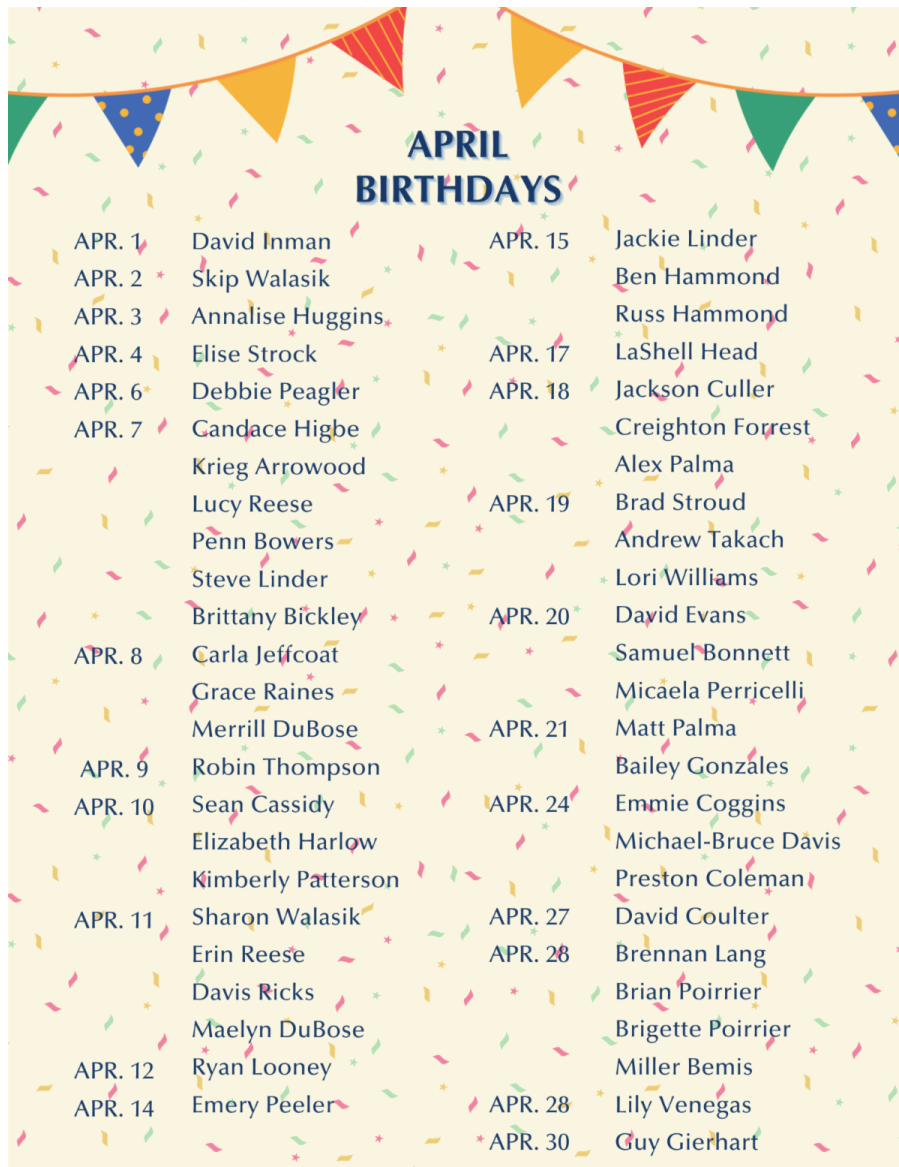 APRIL
BIRTHDAYS
APR. 1 David Inman
APR. 2 Skip Walasik
APR. 3 Annalise Huggins
APR. 4 Elise Strock
APR. 6 Debbie Peagler
APR. 7 Candace Higbe
Krieg Arrowood
Lucy Reese
Penn Bowers
Steve Linder
Brittany Bickley
APR. 8 Carla Jeffcoat
Grace Raines
Merrill DuBose
APR. 9 Robin Thompson
APR. 10 Sean Cassidy
Elizabeth Harlow
Kimberly Patterson
APR. 11 Sharon Walasik
Erin Reese
Davis Ricks
Maelyn DuBose
APR. 12 Ryan Looney
APR. 14 Emery Peeler
APR. 15 Jackie Linder
Ben Hammond
Russ Hammond
APR. 17 LaShell Head
APR. 18 Jackson Culler
Creighton Forrest
Alex Palma
APR. 19 Brad Stroud
Andrew Takach
Lori Williams
APR. 20 David Evans
Samuel Bonnett
Micaela Perricelli
APR. 21 Matt Palma
Bailey Gonzales
APR. 24 Emmie Coggins
Michael-Bruce Davis
Preston Coleman
APR. 27 David Coulter
APR. 28 Brennan Lang
Brian Poirrier
Brigette Poirrier
Miller Bemis
APR. 28 Lily Venegas
APR. 30 Guy Gierhart